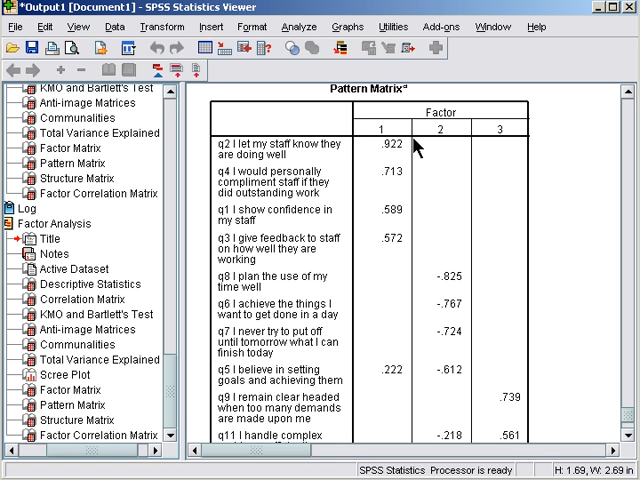 *Output1 [Document1] - SPSS Statistics Viewer
File Edit View Data Transform Insert Format Analyze Graphs Utilities Add-ons Window Help
KMO and Bartlett's Test
Anti-image Matrices
Communalities
Total Variance Explained
Factor Matrix
Pattern Matrix
Structure Matrix
Factor Correlation Matrix
Log
Factor Analysis
Title
Notes
Active Dataset
Descriptive Statistics
Correlation Matrix
KMO and Bartlett's Test
Anti-image Matrices
Communalities
Total Variance Explained
Scree Plot
Factor Matrix
Pattern Matrix
Structure Matrix
Factor Correlation Matrix
Pattern Matrixa
Factor
1 2 3
q2 I let my staff know they .922
are doing well
q4 I would personally .713
compliment staff if they
did outstanding work
q1 I show confidence in .589
my staff
q3 I give feedback to staff .572
on how well they are
working
q8 I plan the use of my -.825
time well
q6 I achieve the things I -.767
want to get done in a day
q7 I never try to put off -.724
until tomorrow what I can
finish today
q5 I believe in setting .222 -.612
goals and achieving them
q9 I remain clear headed .739
when too many demands
are made upon me
q11 I handle complex -.218 .561
SPSS Statistics Processor is ready H: 1.69, W: 2.69 in